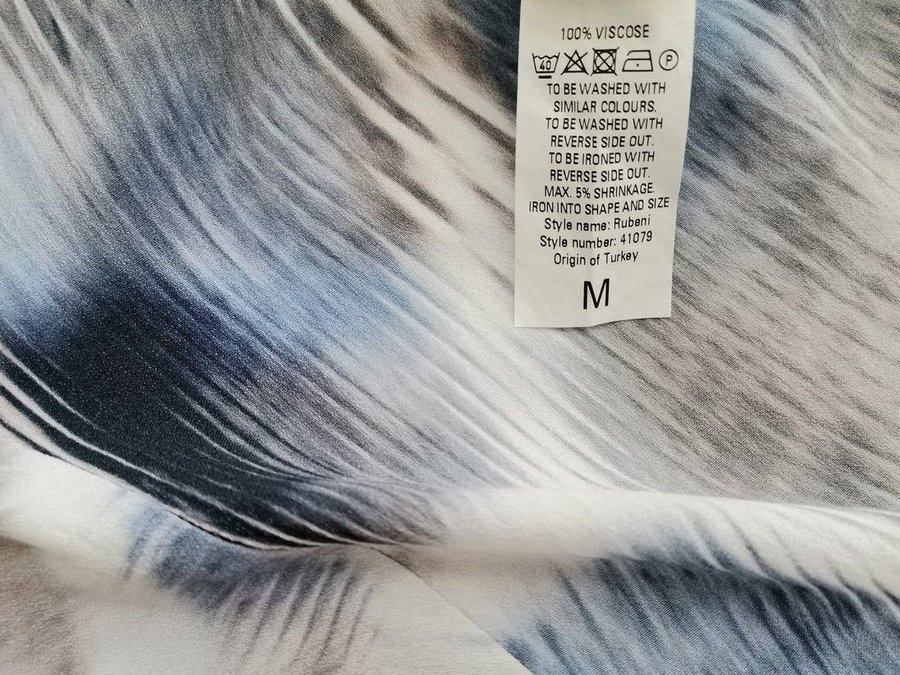 100% VISCOSE
40 P
TO BE WASHED WITH
SIMILAR COLOURS.
TO BE WASHED WITH
REVERSE SIDE OUT.
TO BE IRONED WITH
REVERSE SIDE OUT.
MAX. 5% SHRINKAGE.
IRON INTO SHAPE AND SIZE
Style name: Rubeni
Style number: 41079
Origin of Turkey
M